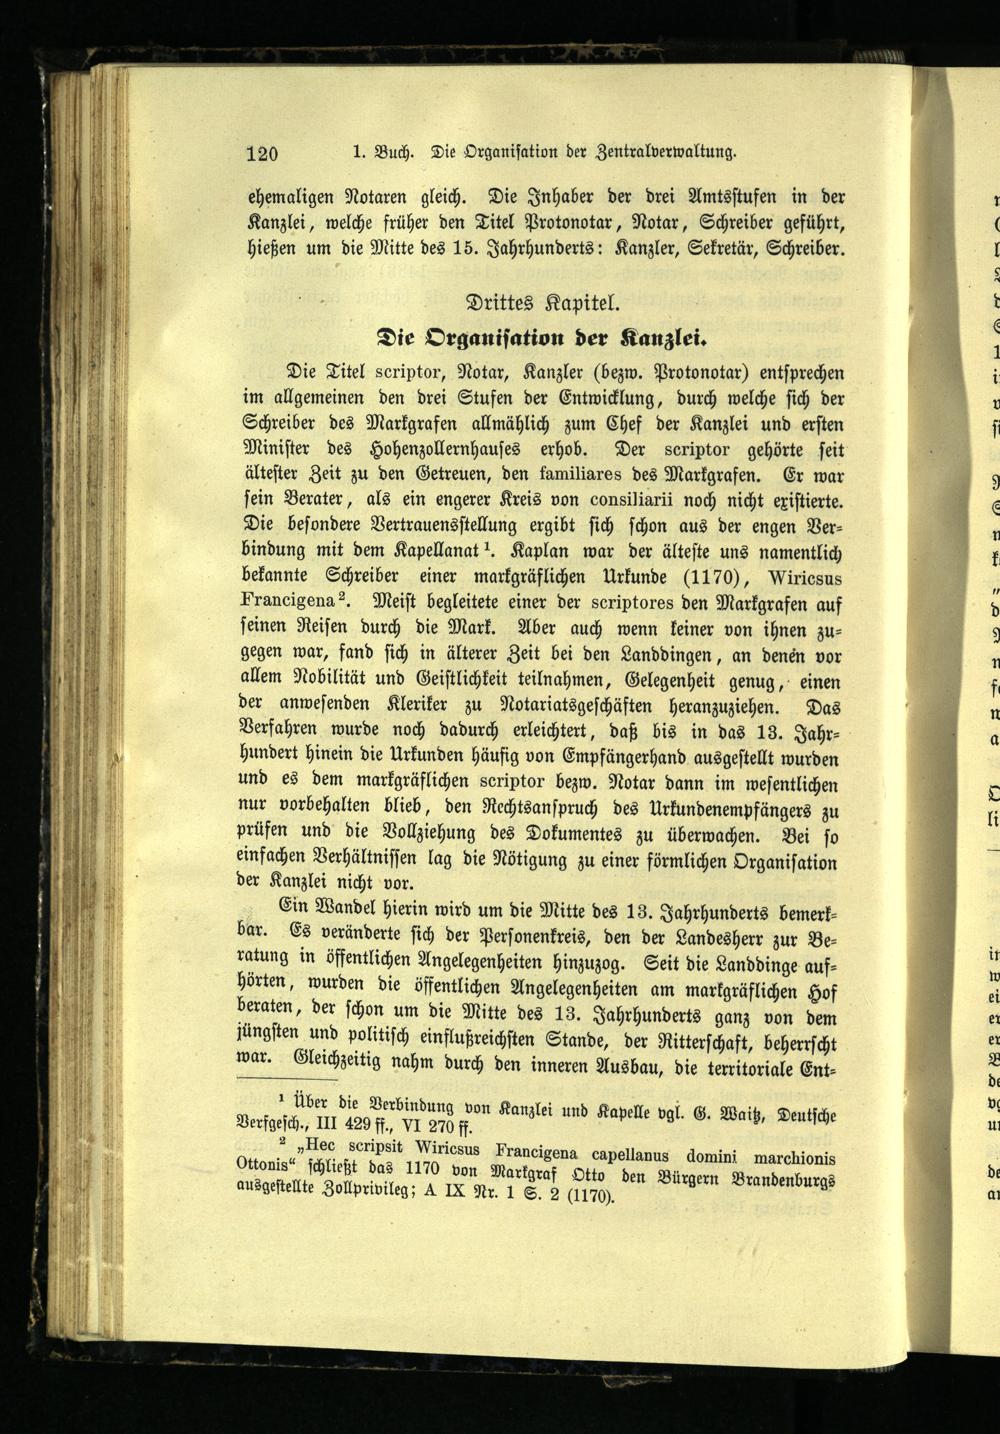 120 1. Buch. Die Organisation der Zentralverwaltung.
ehemaligen Notaren gleich. Die Inhaber der drei Amtsstufen in der
Kanzlei, welche früher den Titel Protonotar, Notar, Schreiber geführt,
hießen um die Mitte des 15. Jahrhunderts: Kanzler, Sekretär, Schreiber.
Drittes Kapitel.
Die Organisation der Kanzlei.
Die Titel scriptor, Notar, Kanzler (bezw. Protonotar) entsprechen
im allgemeinen den drei Stufen der Entwicklung, durch welche sich der
Schreiber des Markgrafen allmählich zum Chef der Kanzlei und ersten
Minister des Hohenzollernhauses erhob. Der scriptor gehörte seit
ältester Zeit zu den Getreuen, den familiares des Markgrafen. Er war
sein Berater, als ein engerer Kreis von consiliarii noch nicht existierte.
Die besondere Vertrauensstellung ergibt sich schon aus der engen Ver-
bindung mit dem Kapellanat ¹. Kaplan war der älteste uns namentlich
bekannte Schreiber einer markgräflichen Urkunde (1170), Wiricsus
Francigena ². Meist begleitete einer der scriptores den Markgrafen auf
seinen Reisen durch die Mark. Aber auch wenn keiner von ihnen zu-
gegen war, fand sich in älterer Zeit bei den Landdingen, an denen vor
allem Nobilität und Geistlichkeit teilnahmen, Gelegenheit genug, einen
der anwesenden Kleriker zu Notariatsgeschäften heranzuziehen. Das
Verfahren wurde noch dadurch erleichtert, daß bis in das 13. Jahr-
hundert hinein die Urkunden häufig von Empfängerhand ausgestellt wurden
und es dem markgräflichen scriptor bezw. Notar dann im wesentlichen
nur vorbehalten blieb, den Rechtsanspruch des Urkundenempfängers zu
prüfen und die Vollziehung des Dokumentes zu überwachen. Bei so
einfachen Verhältnissen lag die Nötigung zu einer förmlichen Organisation
der Kanzlei nicht vor.
Ein Wandel hierin wird um die Mitte des 13. Jahrhunderts bemerk-
bar. Es veränderte sich der Personenkreis, den der Landesherr zur Be-
ratung in öffentlichen Angelegenheiten hinzuzog. Seit die Landdinge auf-
hörten, wurden die öffentlichen Angelegenheiten am markgräflichen Hof
beraten, der schon um die Mitte des 13. Jahrhunderts ganz von dem
jüngsten und politisch einflußreichsten Stande, der Ritterschaft, beherrscht
war. Gleichzeitig nahm durch den inneren Ausbau, die territoriale Ent-
¹ Über die Verbindung von Kanzlei und Kapelle vgl. G. Waitz, Deutsche
Verfgesch., III 429 ff., VI 270 ff.
² „Hec scripsit Wiricsus Francigena capellanus domini marchionis
Ottonis“ schließt das 1170 von Markgraf Otto den Bürgern Brandenburgs
ausgestellte Zollprivileg; A IX Nr. 1 S. 2 (1170).